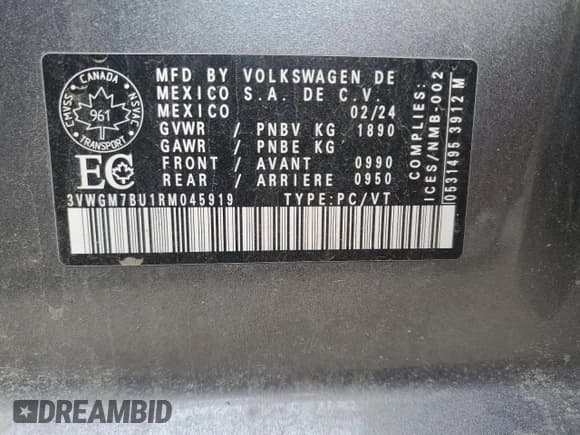 CANADA
CMVSS NSVAC
961
TRANSPORT
EC
MFD BY VOLKSWAGEN DE
MEXICO S.A. DE C.V.
MEXICO 02/24
GVWR / PNBV KG 1890
GAWR / PNBE KG
FRONT / AVANT 0990
REAR / ARRIERE 0950
3VWGM7BU1RM045919 TYPE:PC/VT
COMPLIES:
ICES/NMB-002
0531495 3912 M
DREAMBID